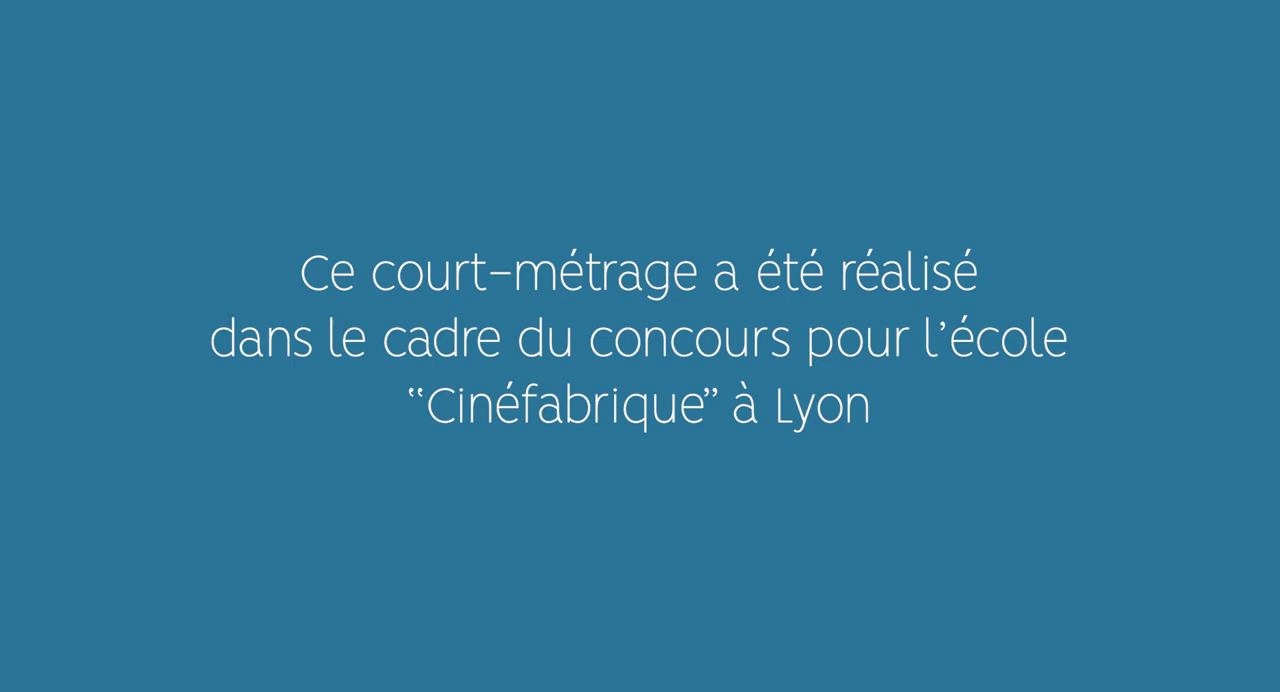 Ce court-métrage a été réalisé
dans le cadre du concours pour l’école
“Cinéfabrique” à Lyon